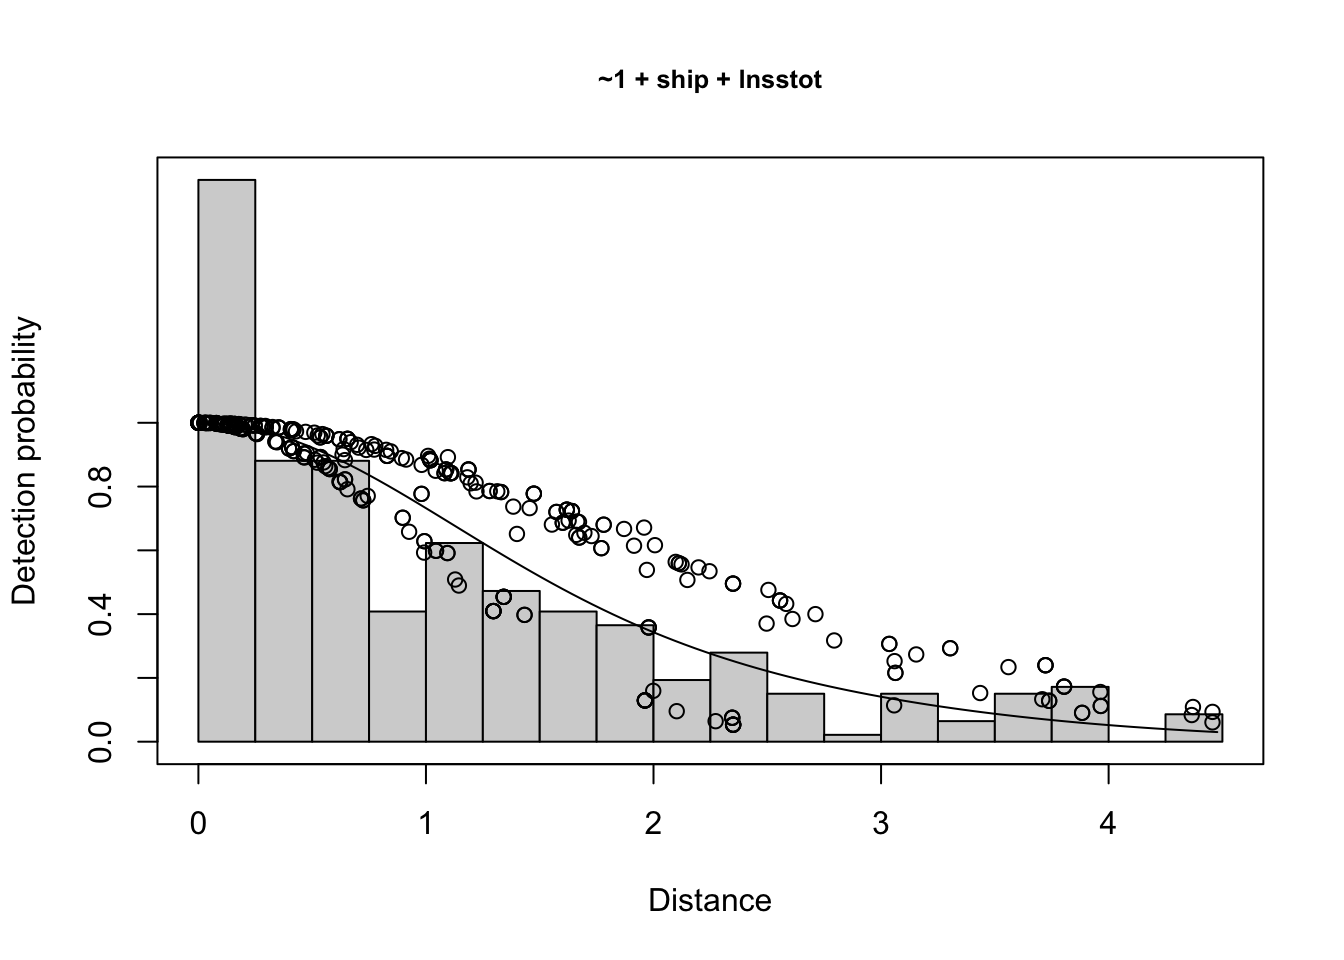 ~1 + ship + lnsstot
Detection probability
0.8
0.4
0.0
0 1 2 3 4
Distance